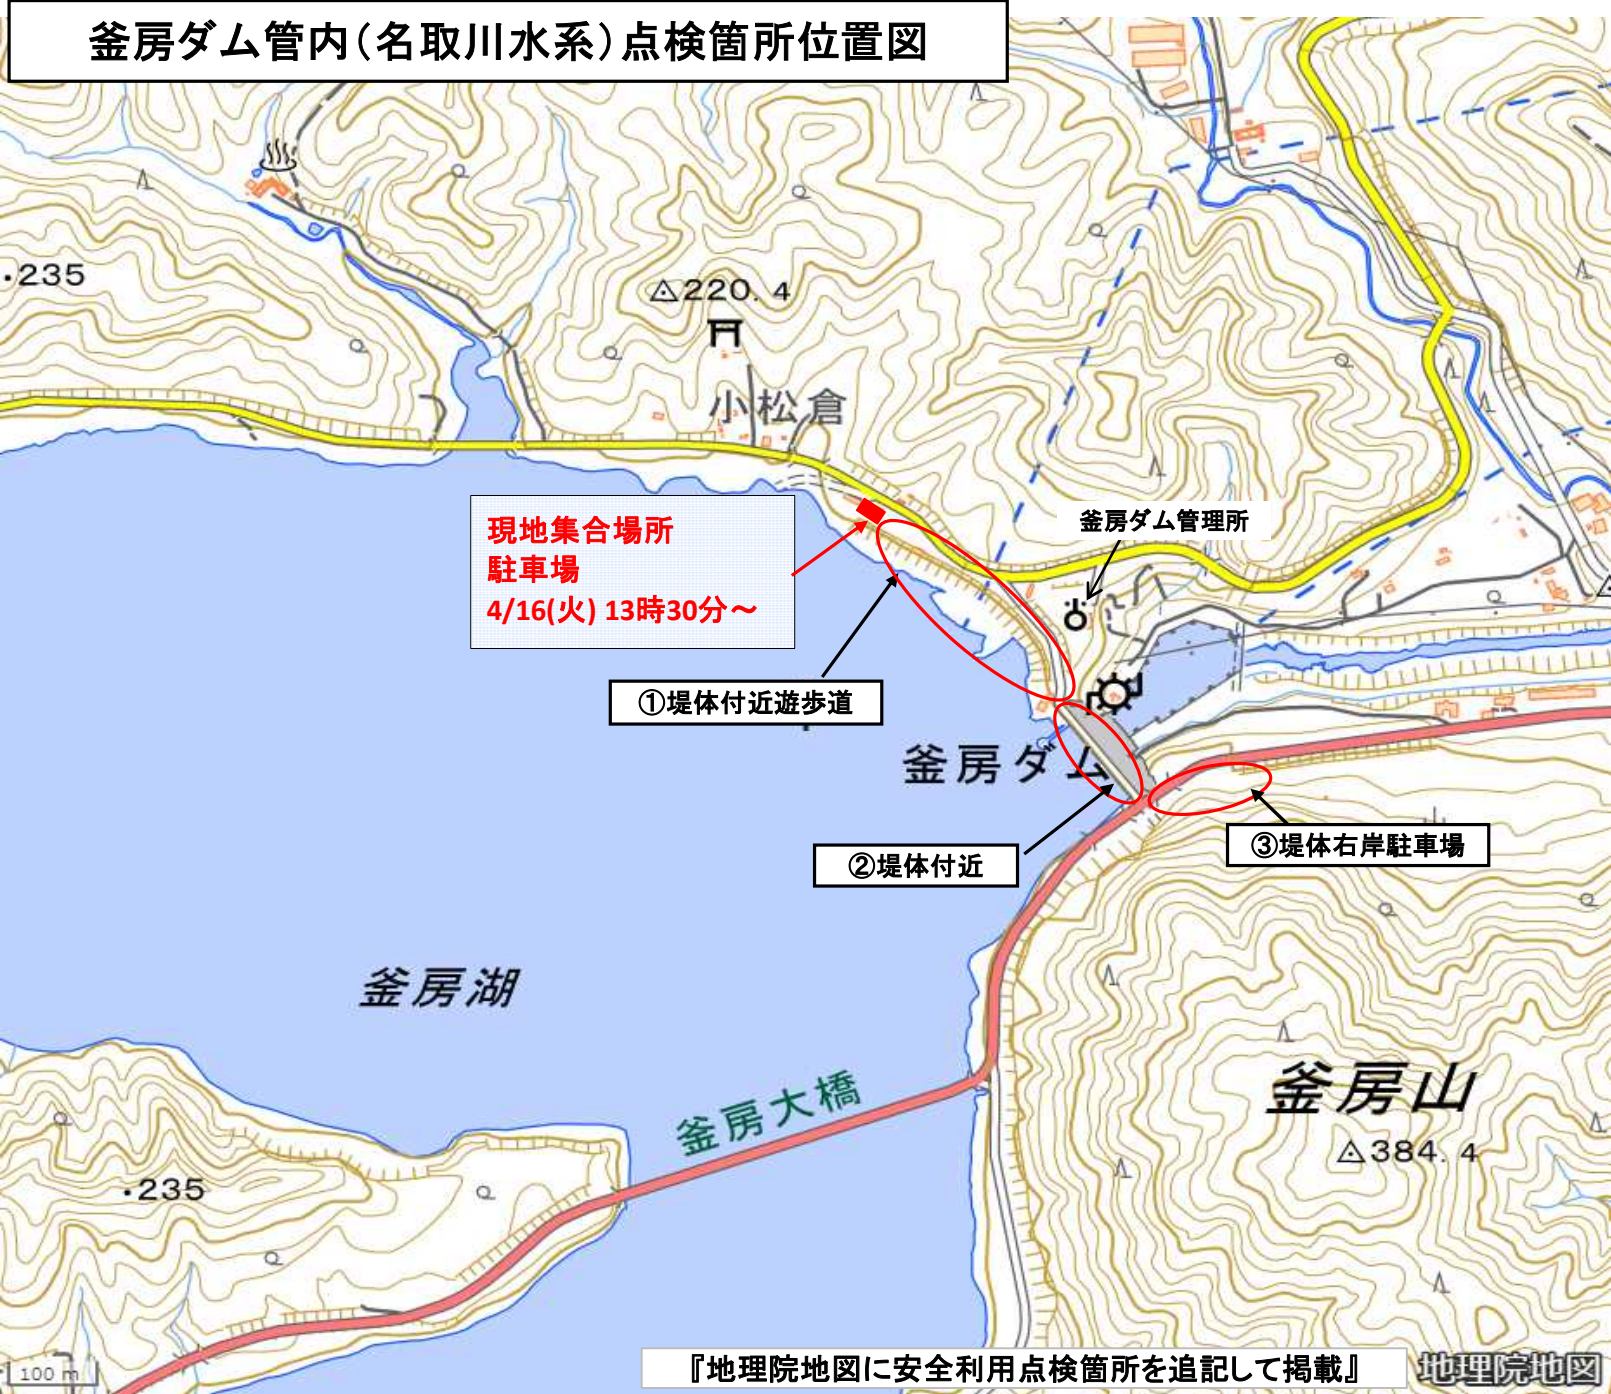 釜房ダム管内（名取川水系）点検箇所位置図
・235
220.4
小松倉
現地集合場所
駐車場
4/16(火) 13時30分～
釜房ダム管理所
①堤体付近遊歩道
釜房ダム
②堤体付近
③堤体右岸駐車場
釜房湖
釜房大橋
釜房山
384.4
・235
100 m
『地理院地図に安全利用点検箇所を追記して掲載』
地理院地図